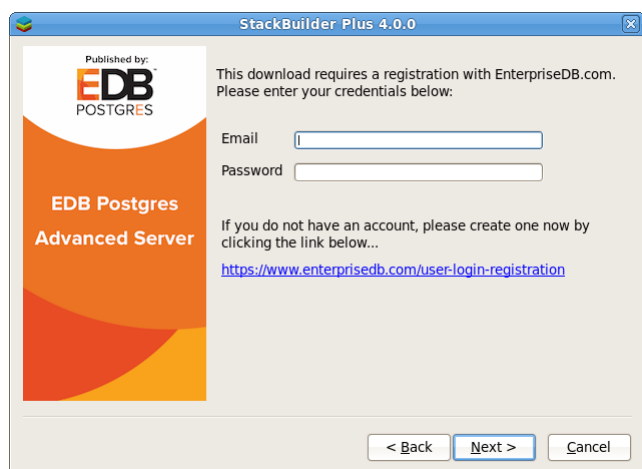 StackBuilder Plus 4.0.0
Published by:
EDB
POSTGRES
EDB Postgres
Advanced Server
This download requires a registration with EnterpriseDB.com.
Please enter your credentials below:
Email
Password
If you do not have an account, please create one now by
clicking the link below...
https://www.enterprisedb.com/user-login-registration
< Back
Next >
Cancel